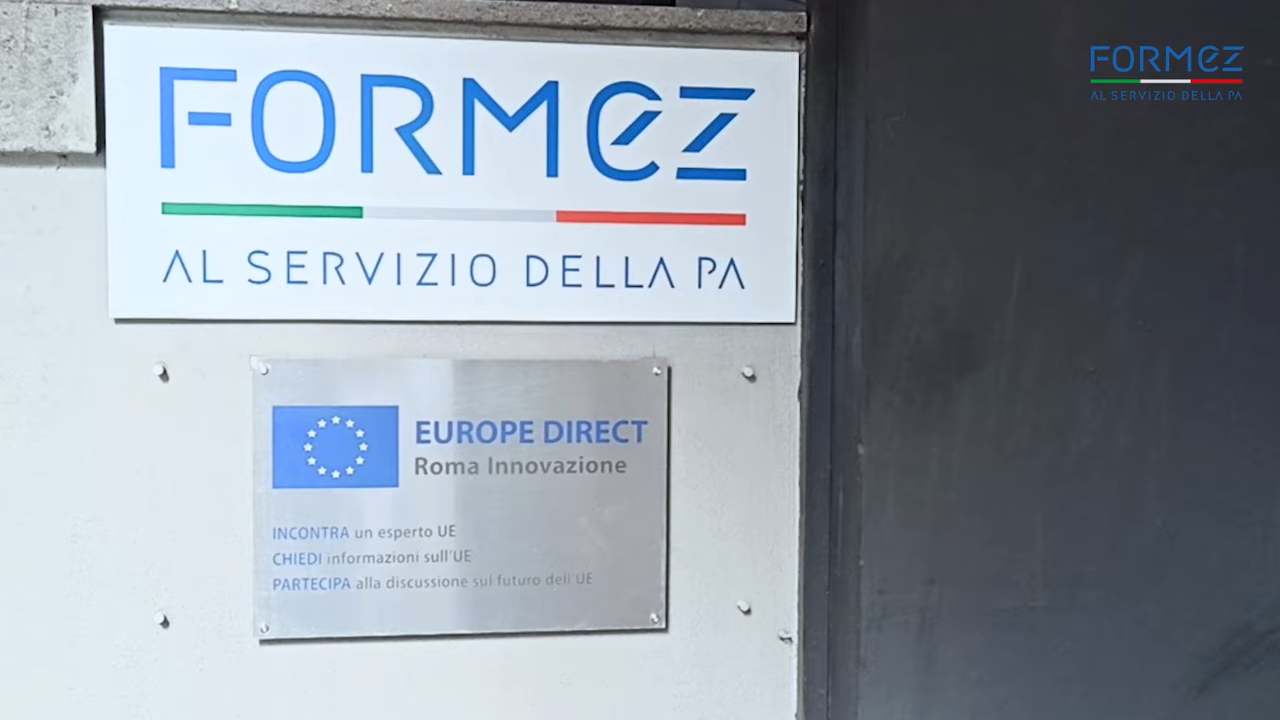 FORMEZ
AL SERVIZIO DELLA PA
EUROPE DIRECT
Roma Innovazione
INCONTRA un esperto UE
CHIEDI informazioni sull'UE
PARTECIPA alla discussione sul futuro dell'UE
FORMEZ
AL SERVIZIO DELLA PA